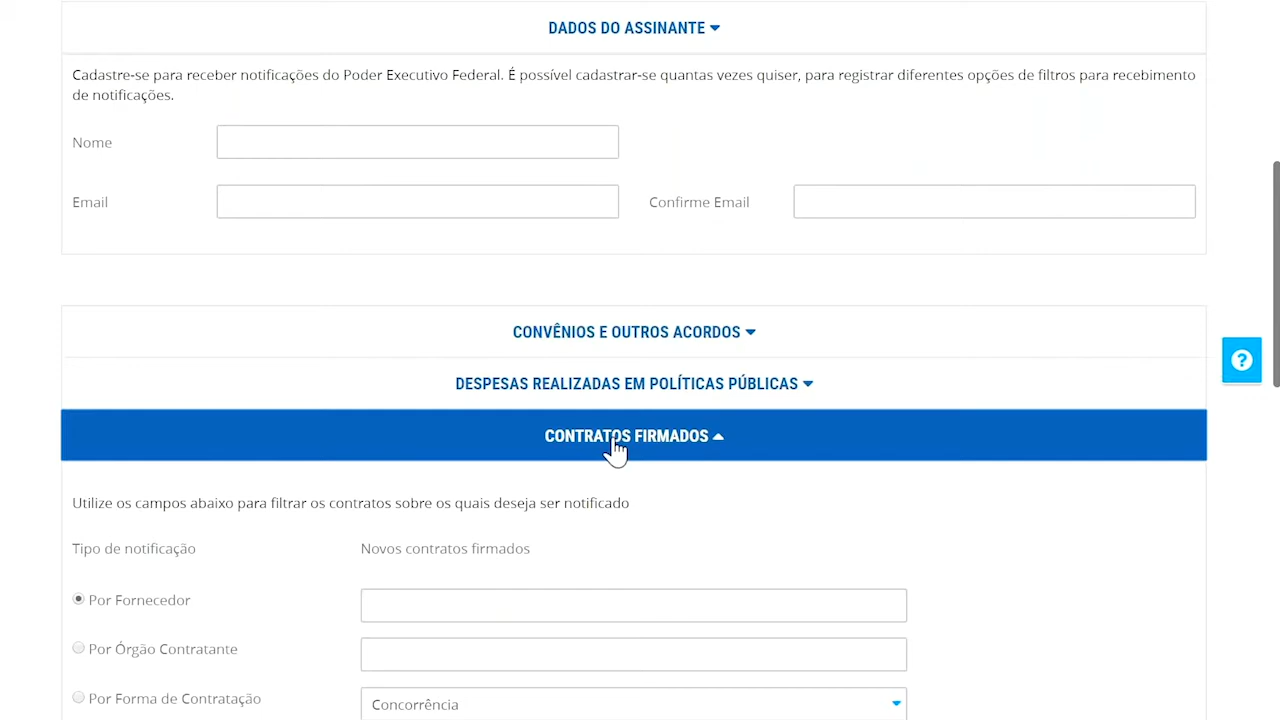 DADOS DO ASSINANTE
Cadastre-se para receber notificações do Poder Executivo Federal. É possível cadastrar-se quantas vezes quiser, para registrar diferentes opções de filtros para recebimento
de notificações.
Nome
Email
Confirme Email
CONVÊNIOS E OUTROS ACORDOS
DESPESAS REALIZADAS EM POLÍTICAS PÚBLICAS
?
CONTRATOS FIRMADOS
Utilize os campos abaixo para filtrar os contratos sobre os quais deseja ser notificado
Tipo de notificação
Novos contratos firmados
Por Fornecedor
Por Órgão Contratante
Por Forma de Contratação
Concorrência